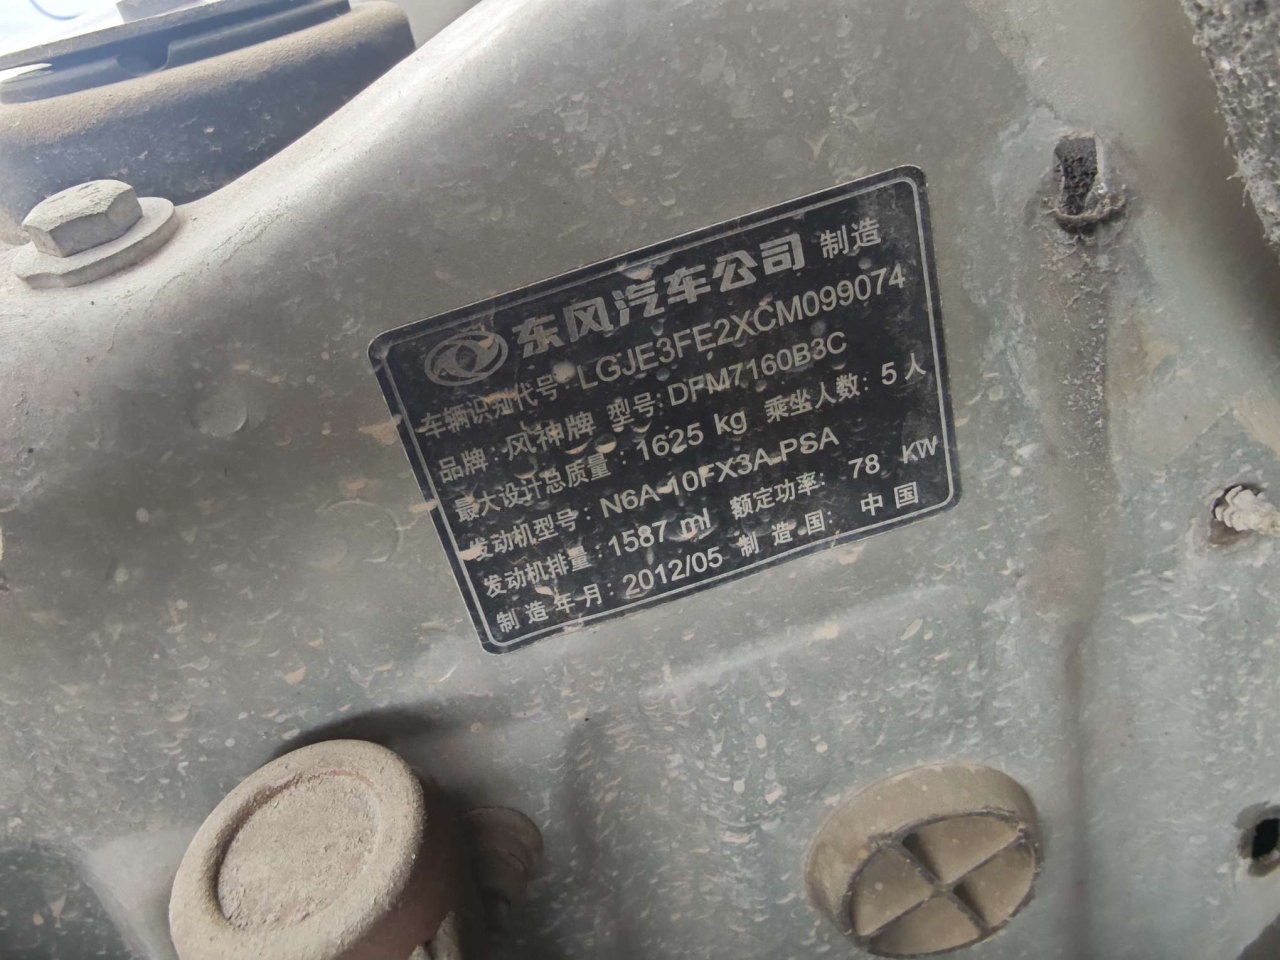 东风汽车公司 制造
车辆识别代号 LGJE3FE2XCM099074
品牌:风神牌 型号:DFM7160B3C
最大设计总质量:1625 kg 乘坐人数:5 人
发动机型号:N6A-10FX3A PSA
发动机排量:1587 ml 额定功率:78 KW
制造年月:2012/05 制造国:中国